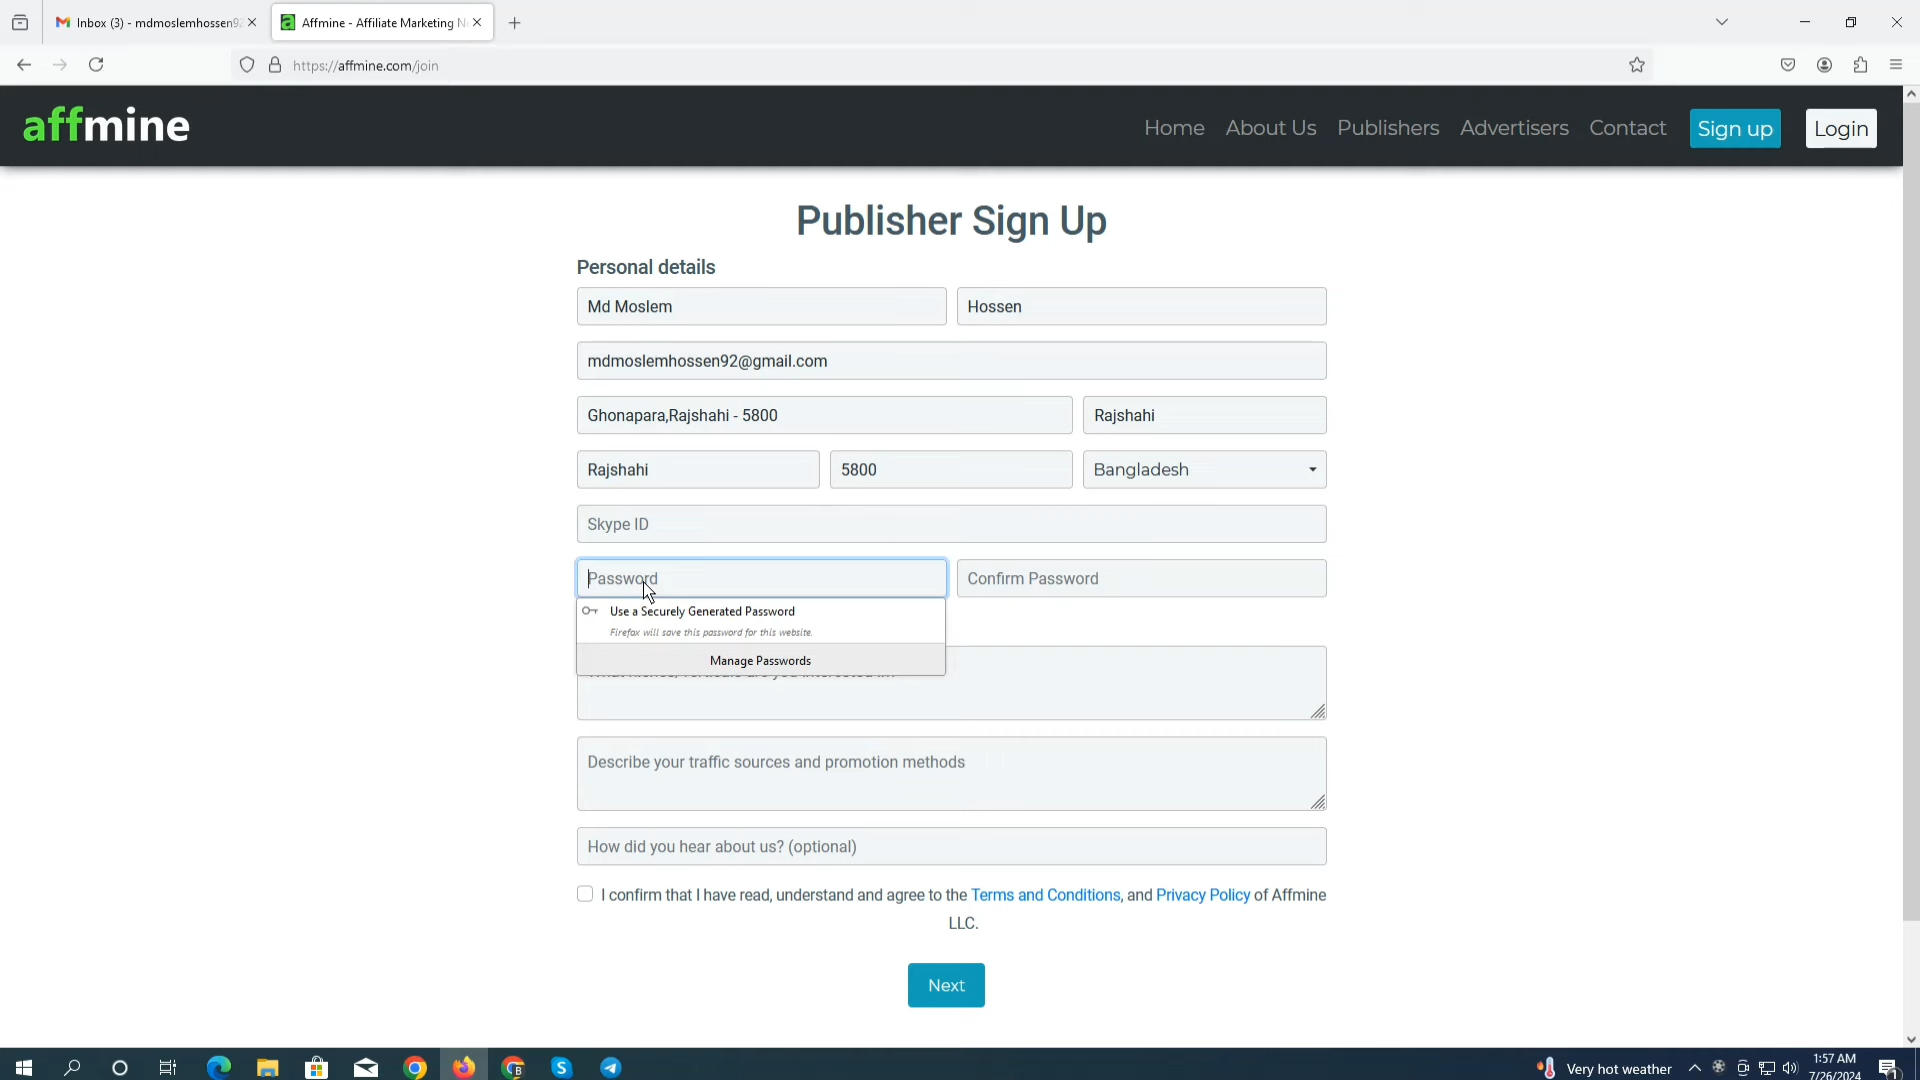 Inbox (3) - mdmoslemhossen92
Affmine - Affiliate Marketing N
https://affmine.com/join
affmine
Home About Us Publishers Advertisers Contact Sign up Login
Publisher Sign Up
Personal details
Md Moslem Hossen
mdmoslemhossen92@gmail.com
Ghonapara,Rajshahi - 5800 Rajshahi
Rajshahi 5800 Bangladesh
Skype ID
Password Confirm Password
Use a Securely Generated Password
Firefox will save this password for this website.
Manage Passwords
Describe your traffic sources and promotion methods
How did you hear about us? (optional)
I confirm that I have read, understand and agree to the Terms and Conditions, and Privacy Policy of Affmine
LLC.
Next
Very hot weather
1:57 AM
7/26/2024